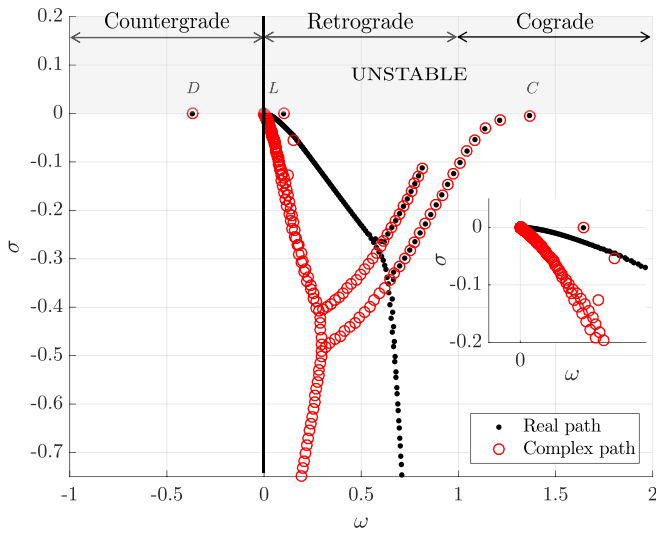 0.2
Countergrade Retrograde Cograde
0.1
UNSTABLE
D L C
0
-0.1
-0.2
-0.3
-0.4
-0.5
-0.6
-0.7
σ
-1 -0.5 0 0.5 1 1.5 2
ω
0
-0.1
-0.2
σ
0
ω
Real path
Complex path